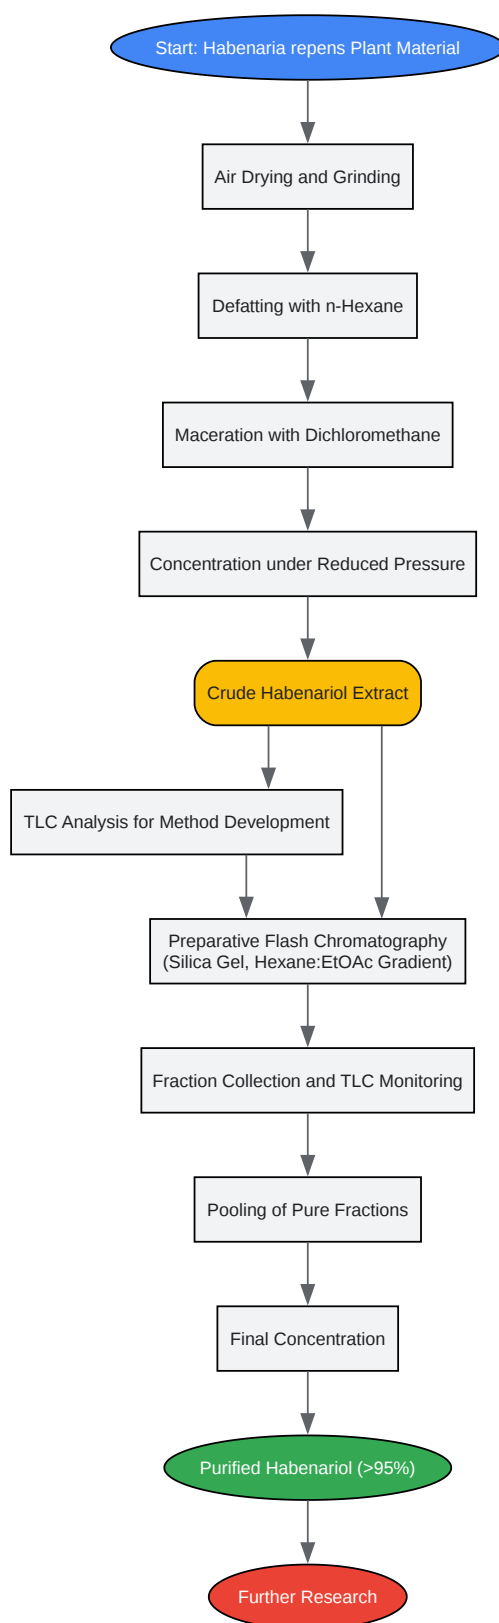 Start: Habenaria repens Plant Material
Air Drying and Grinding
Defatting with n-Hexane
Maceration with Dichloromethane
Concentration under Reduced Pressure
Crude Habenariol Extract
TLC Analysis for Method Development
Preparative Flash Chromatography
(Silica Gel, Hexane:EtOAc Gradient)
Fraction Collection and TLC Monitoring
Pooling of Pure Fractions
Final Concentration
Purified Habenariol (>95%)
Further Research